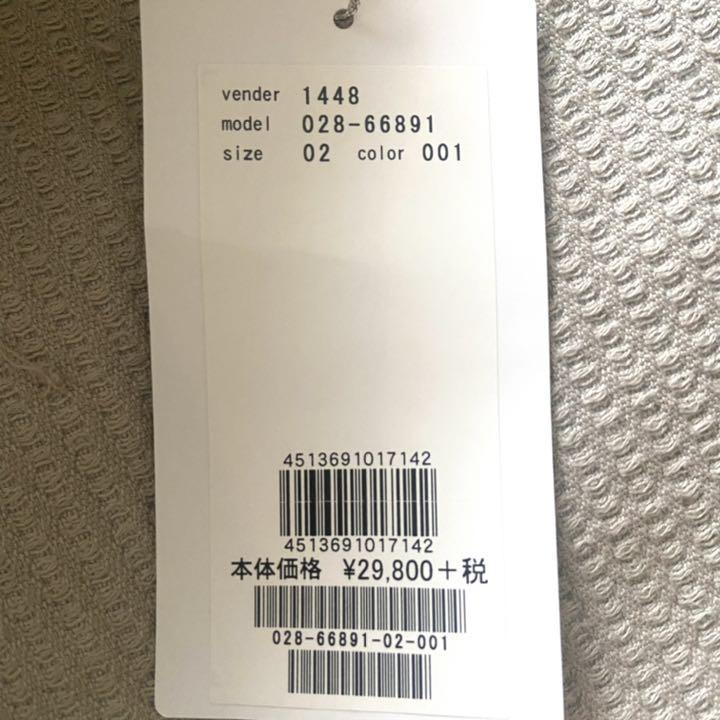 vender 1448
model 028-66891
size 02 color 001
4513691017142
4513691017142
本体価格 ¥29,800+税
028-66891-02-001